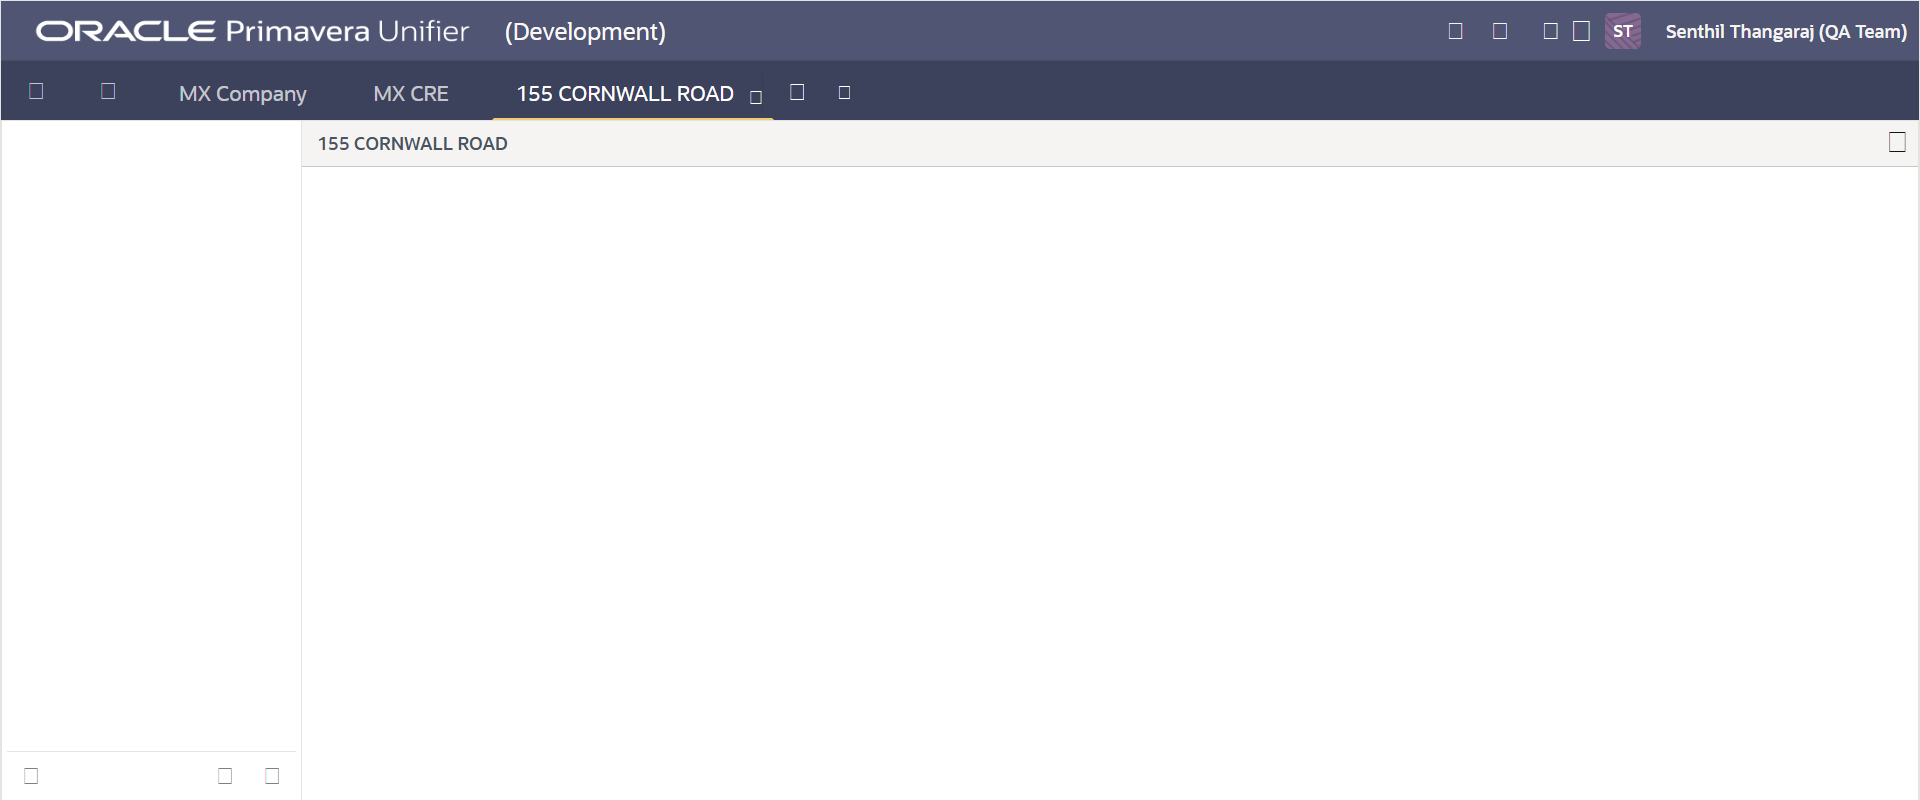 ORACLE Primavera Unifier (Development)
ST Senthil Thangaraj (QA Team)
MX Company MX CRE 155 CORNWALL ROAD
155 CORNWALL ROAD